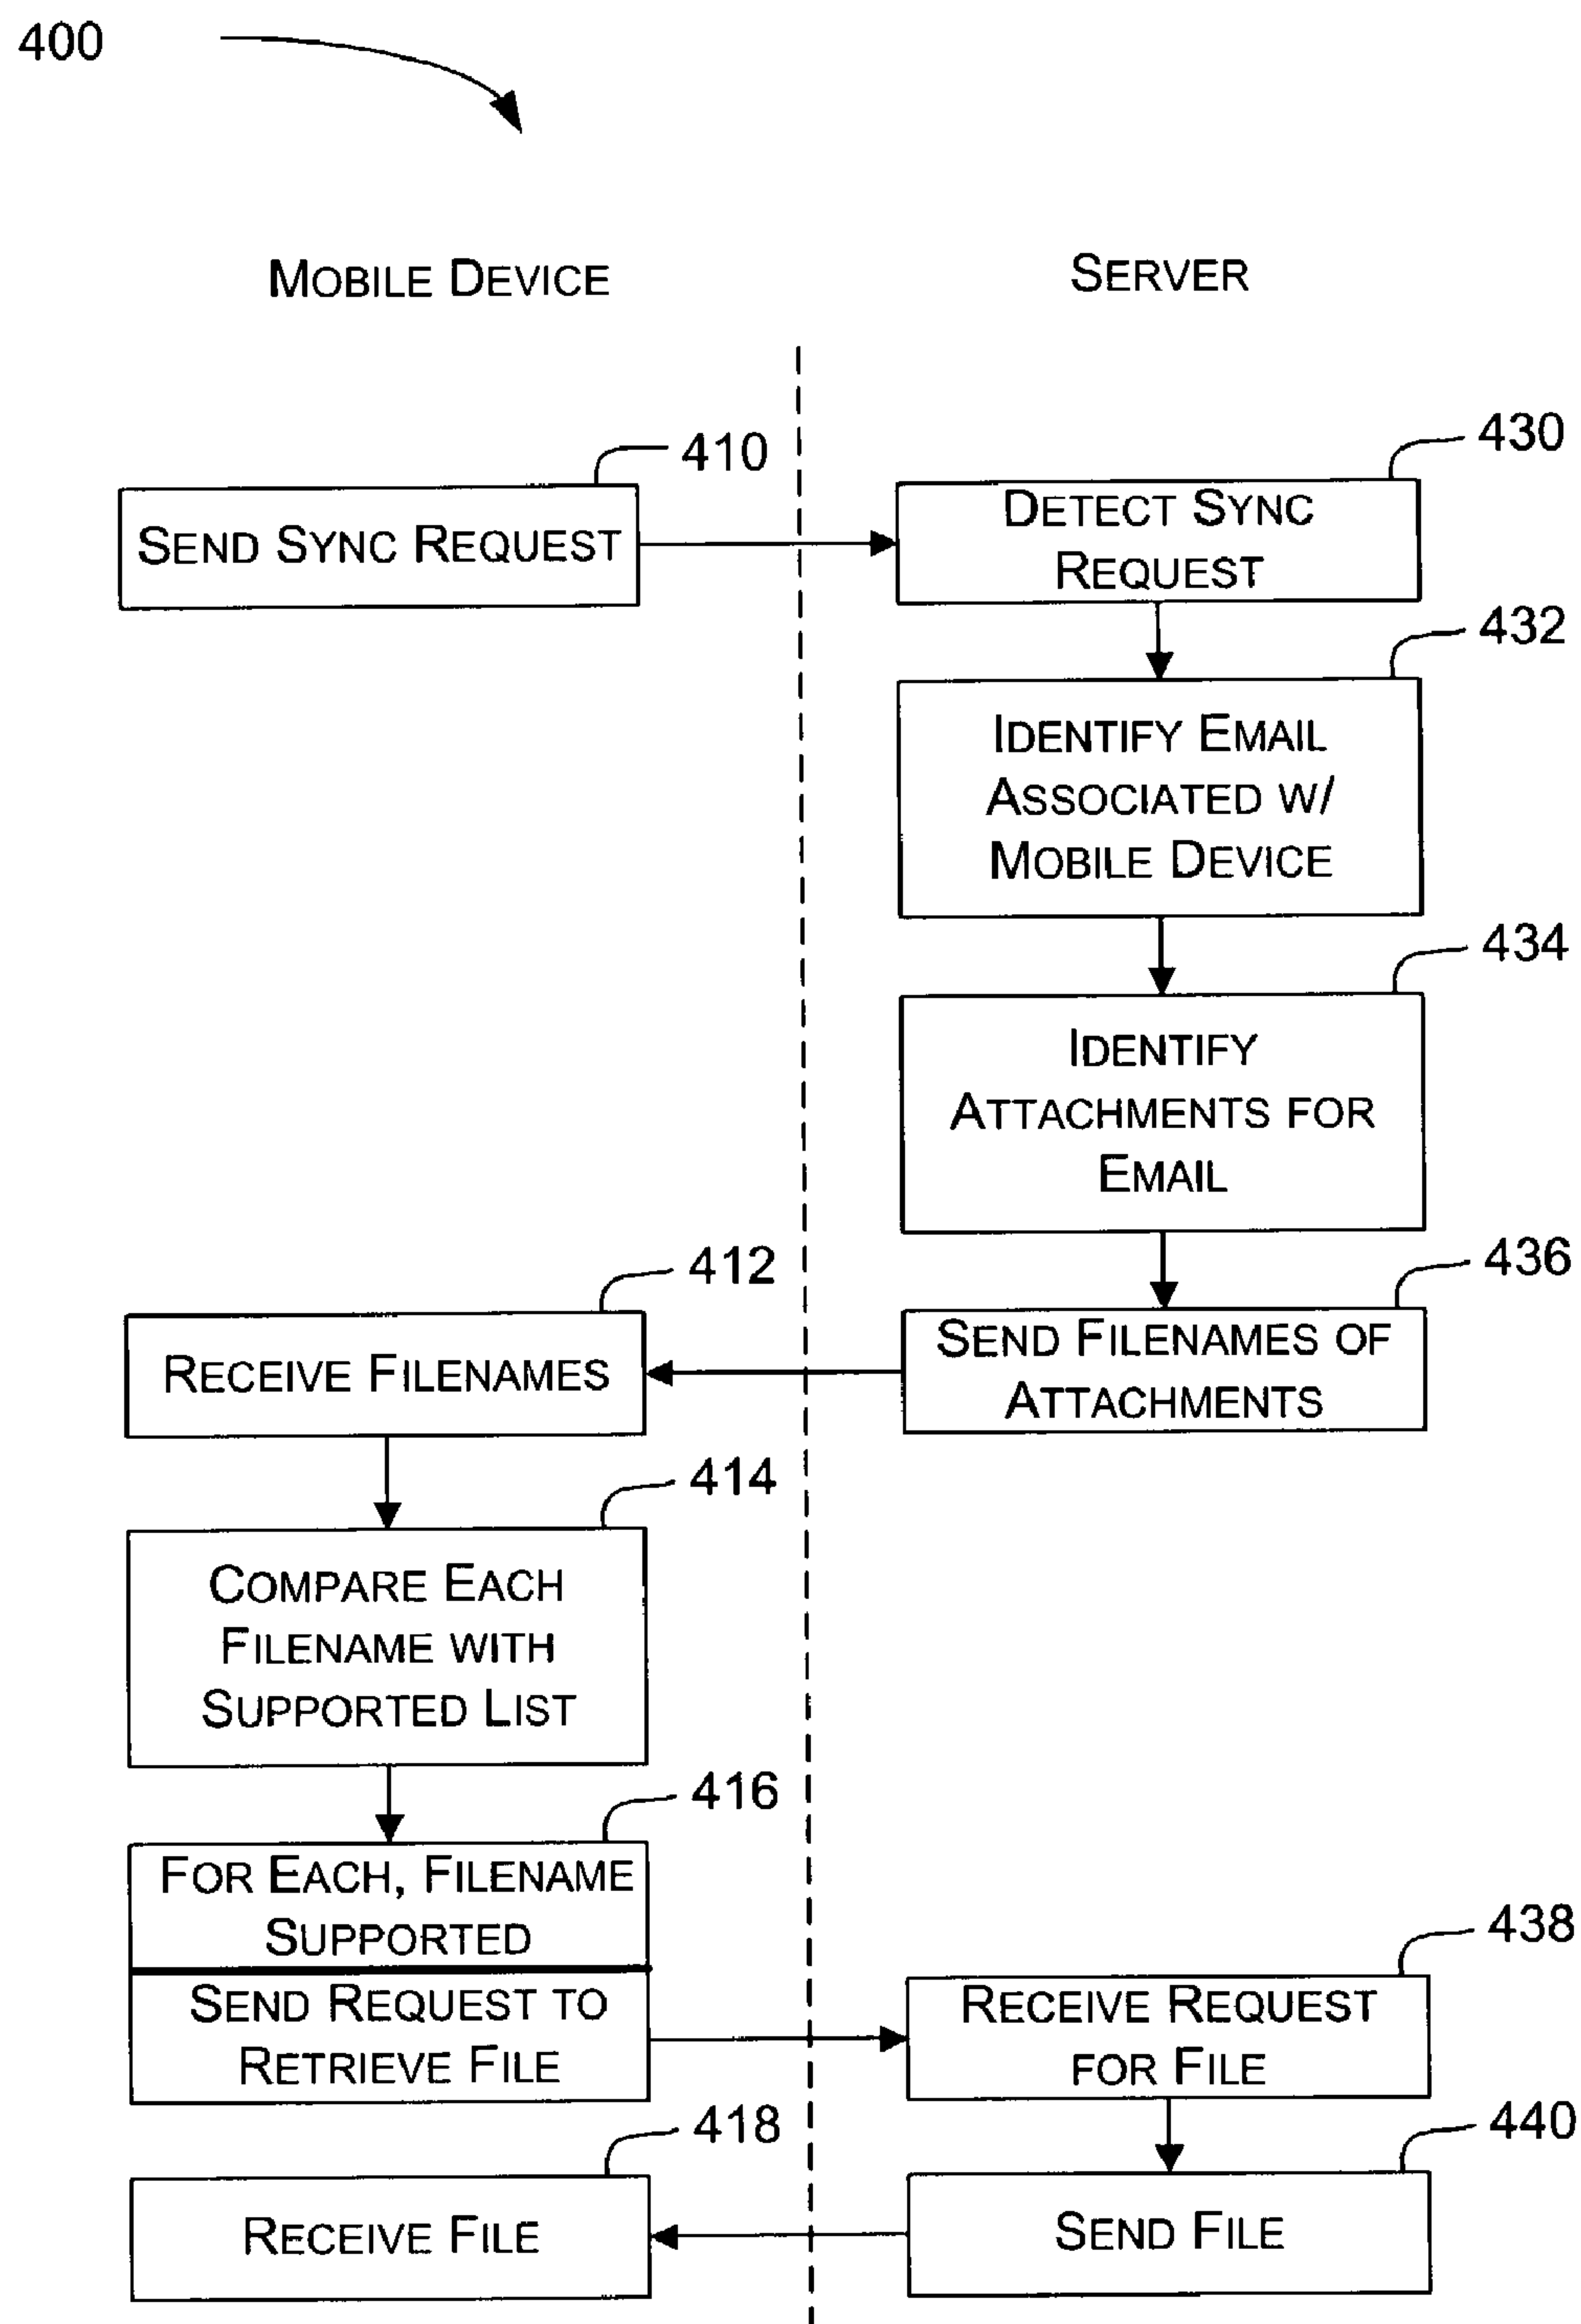 400
MOBILE DEVICE
SERVER
410
SEND SYNC REQUEST
430
DETECT SYNC
REQUEST
432
IDENTIFY EMAIL
ASSOCIATED W/
MOBILE DEVICE
434
IDENTIFY
ATTACHMENTS FOR
EMAIL
436
SEND FILENAMES OF
ATTACHMENTS
412
RECEIVE FILENAMES
414
COMPARE EACH
FILENAME WITH
SUPPORTED LIST
416
FOR EACH, FILENAME
SUPPORTED
SEND REQUEST TO
RETRIEVE FILE
438
RECEIVE REQUEST
FOR FILE
440
SEND FILE
418
RECEIVE FILE